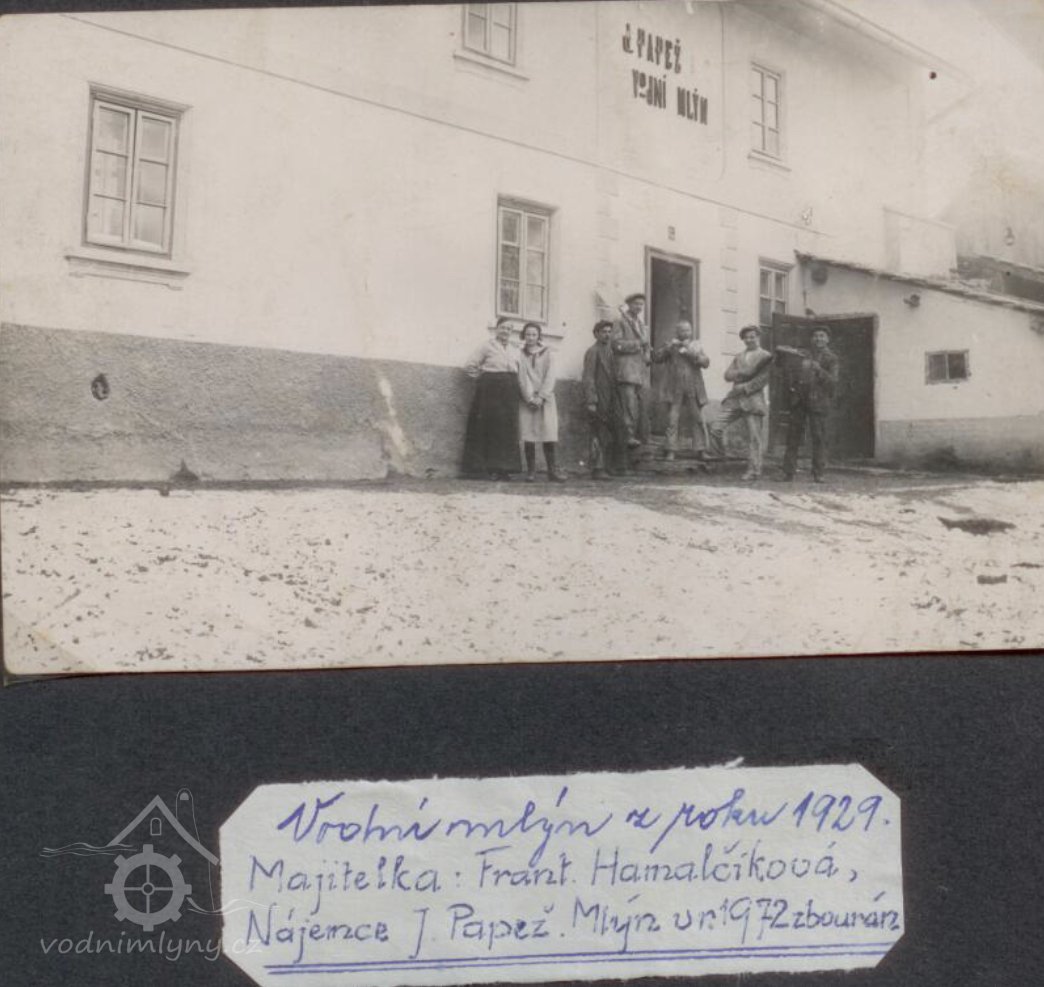 J. PAPEŽ
VODNÍ MLÝN
Vodní mlýn z roku 1929.
Majitelka: Frant. Hamalčíková,
Nájemce J. Papež. Mlýn v r. 1972 zbourán
vodnimlyny.cz